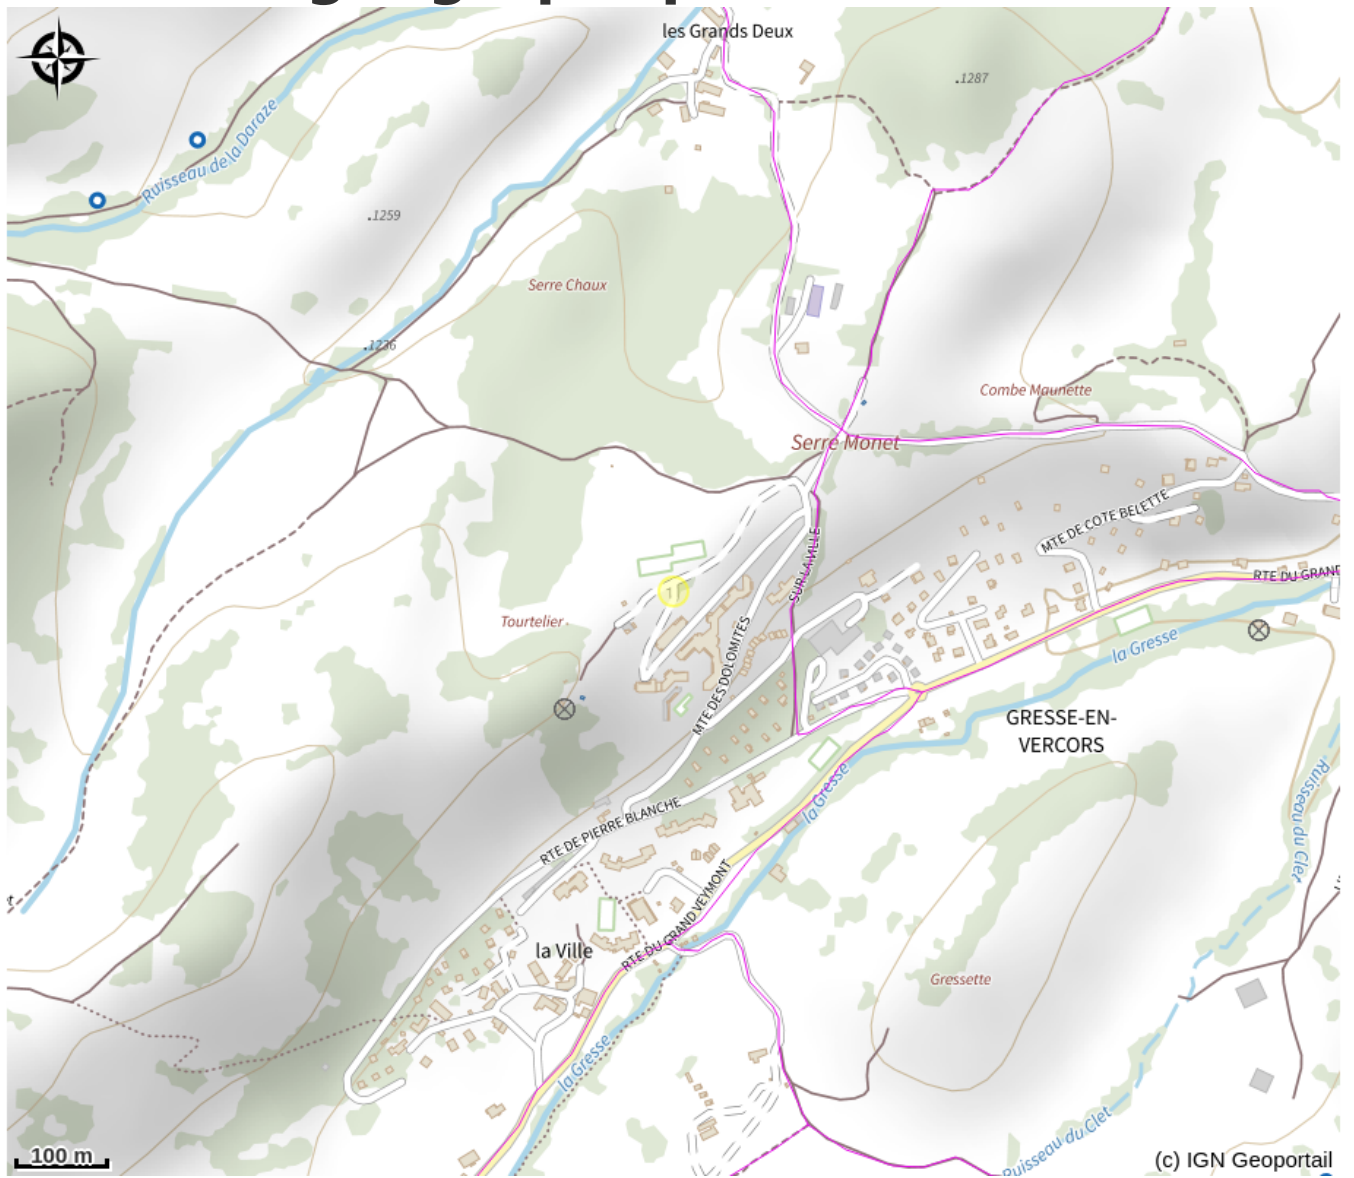 les Grands Deux
.1287
Ruisseau de la Daraze
.1259
Serre Chaux
.1236
Combe Maunette
Serre Monet
MTE DE COTE BELETTE
SUR LA VILLE
RTE DU GRAND
1
Tourtelier
MTE DES DOLOMITES
la Gresse
GRESSE-EN-
VERCORS
la Gresse
Ruisseau du Clet
RTE DE PIERRE BLANCHE
RTE DU GRAND VEYMONT
la Ville
Gressette
la Gresse
Ruisseau du Clet
100 m
(c) IGN Geoportail